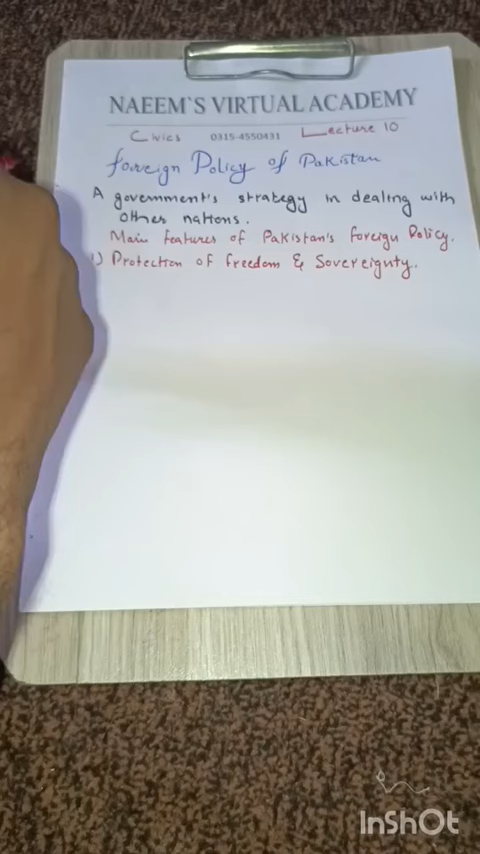 NAEEM`S VIRTUAL ACADEMY
Civics 0315-4550431 Lecture 10
Foreign Policy of Pakistan
A government's strategy in dealing with
other nations.
Main features of Pakistan's Foreign Policy.
1) Protection of freedom & Sovereignty.
InShOt